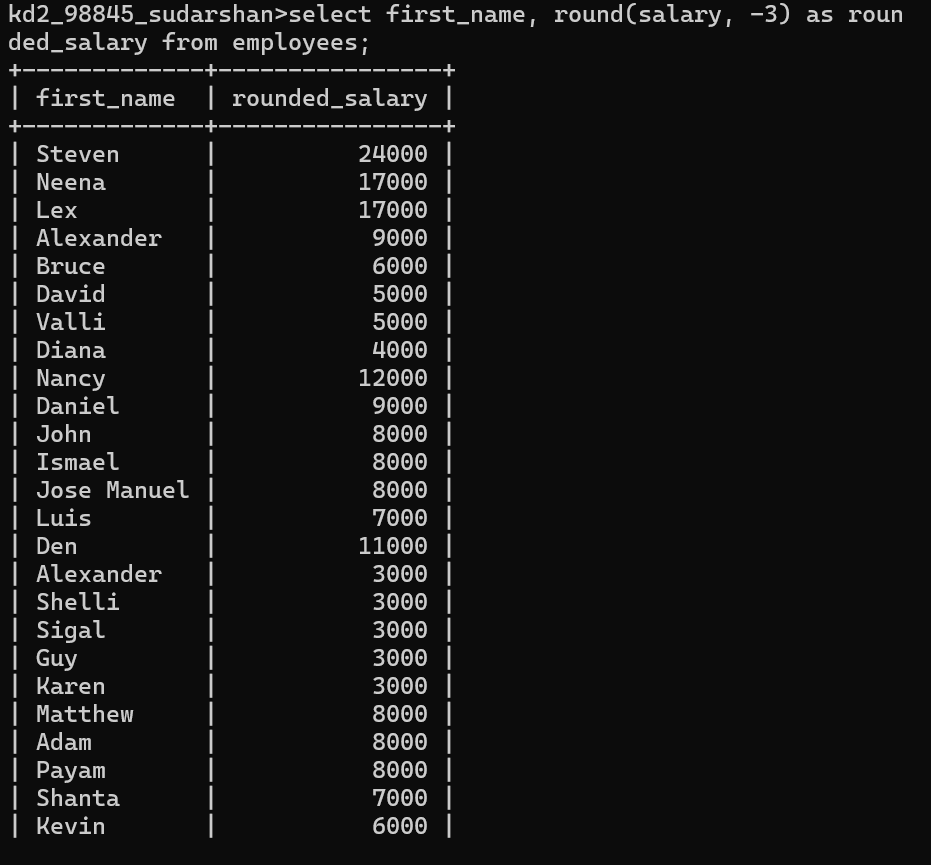 kd2_98845_sudarshan>select first_name, round(salary, -3) as roun
ded_salary from employees;
+-------------+----------------+
| first_name  | rounded_salary |
+-------------+----------------+
| Steven      |          24000 |
| Neena       |          17000 |
| Lex         |          17000 |
| Alexander   |           9000 |
| Bruce       |           6000 |
| David       |           5000 |
| Valli       |           5000 |
| Diana       |           4000 |
| Nancy       |          12000 |
| Daniel      |           9000 |
| John        |           8000 |
| Ismael      |           8000 |
| Jose Manuel |           8000 |
| Luis        |           7000 |
| Den         |          11000 |
| Alexander   |           3000 |
| Shelli      |           3000 |
| Sigal       |           3000 |
| Guy         |           3000 |
| Karen       |           3000 |
| Matthew     |           8000 |
| Adam        |           8000 |
| Payam       |           8000 |
| Shanta      |           7000 |
| Kevin       |           6000 |